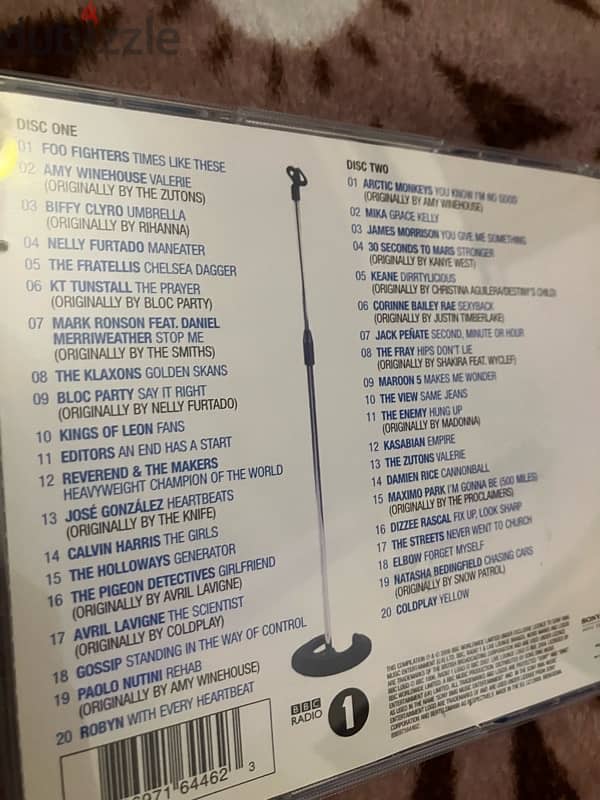 dubizzle
DISC ONE
01 FOO FIGHTERS TIMES LIKE THESE
02 AMY WINEHOUSE VALERIE
(ORIGINALLY BY THE ZUTONS)
03 BIFFY CLYRO UMBRELLA
(ORIGINALLY BY RIHANNA)
04 NELLY FURTADO MANEATER
05 THE FRATELLIS CHELSEA DAGGER
06 KT TUNSTALL THE PRAYER
(ORIGINALLY BY BLOC PARTY)
07 MARK RONSON FEAT. DANIEL
MERRIWEATHER STOP ME
(ORIGINALLY BY THE SMITHS)
08 THE KLAXONS GOLDEN SKANS
09 BLOC PARTY SAY IT RIGHT
(ORIGINALLY BY NELLY FURTADO)
10 KINGS OF LEON FANS
11 EDITORS AN END HAS A START
12 REVEREND & THE MAKERS
HEAVYWEIGHT CHAMPION OF THE WORLD
13 JOSÉ GONZÁLEZ HEARTBEATS
(ORIGINALLY BY THE KNIFE)
14 CALVIN HARRIS THE GIRLS
15 THE HOLLOWAYS GENERATOR
16 THE PIGEON DETECTIVES GIRLFRIEND
(ORIGINALLY BY AVRIL LAVIGNE)
17 AVRIL LAVIGNE THE SCIENTIST
(ORIGINALLY BY COLDPLAY)
18 GOSSIP STANDING IN THE WAY OF CONTROL
19 PAOLO NUTINI REHAB
(ORIGINALLY BY AMY WINEHOUSE)
20 ROBYN WITH EVERY HEARTBEAT
DISC TWO
01 ARCTIC MONKEYS YOU KNOW I'M NO GOOD
(ORIGINALLY BY AMY WINEHOUSE)
02 MIKA GRACE KELLY
03 JAMES MORRISON YOU GIVE ME SOMETHING
04 30 SECONDS TO MARS STRONGER
(ORIGINALLY BY KANYE WEST)
05 KEANE DIRRTYLICIOUS
(ORIGINALLY BY CHRISTINA AGUILERA/DESTINY'S CHILD)
06 CORINNE BAILEY RAE SEXYBACK
(ORIGINALLY BY JUSTIN TIMBERLAKE)
07 JACK PEÑATE SECOND, MINUTE OR HOUR
08 THE FRAY HIPS DON'T LIE
(ORIGINALLY BY SHAKIRA FEAT. WYCLEF)
09 MAROON 5 MAKES ME WONDER
10 THE VIEW SAME JEANS
11 THE ENEMY HUNG UP
(ORIGINALLY BY MADONNA)
12 KASABIAN EMPIRE
13 THE ZUTONS VALERIE
14 DAMIEN RICE CANNONBALL
15 MAXIMO PARK I'M GONNA BE (500 MILES)
(ORIGINALLY BY THE PROCLAIMERS)
16 DIZZEE RASCAL FIX UP, LOOK SHARP
17 THE STREETS NEVER WENT TO CHURCH
18 ELBOW FORGET MYSELF
19 NATASHA BEDINGFIELD CHASING CARS
(ORIGINALLY BY SNOW PATROL)
20 COLDPLAY YELLOW
BBC
RADIO
1
SONY
64462 3